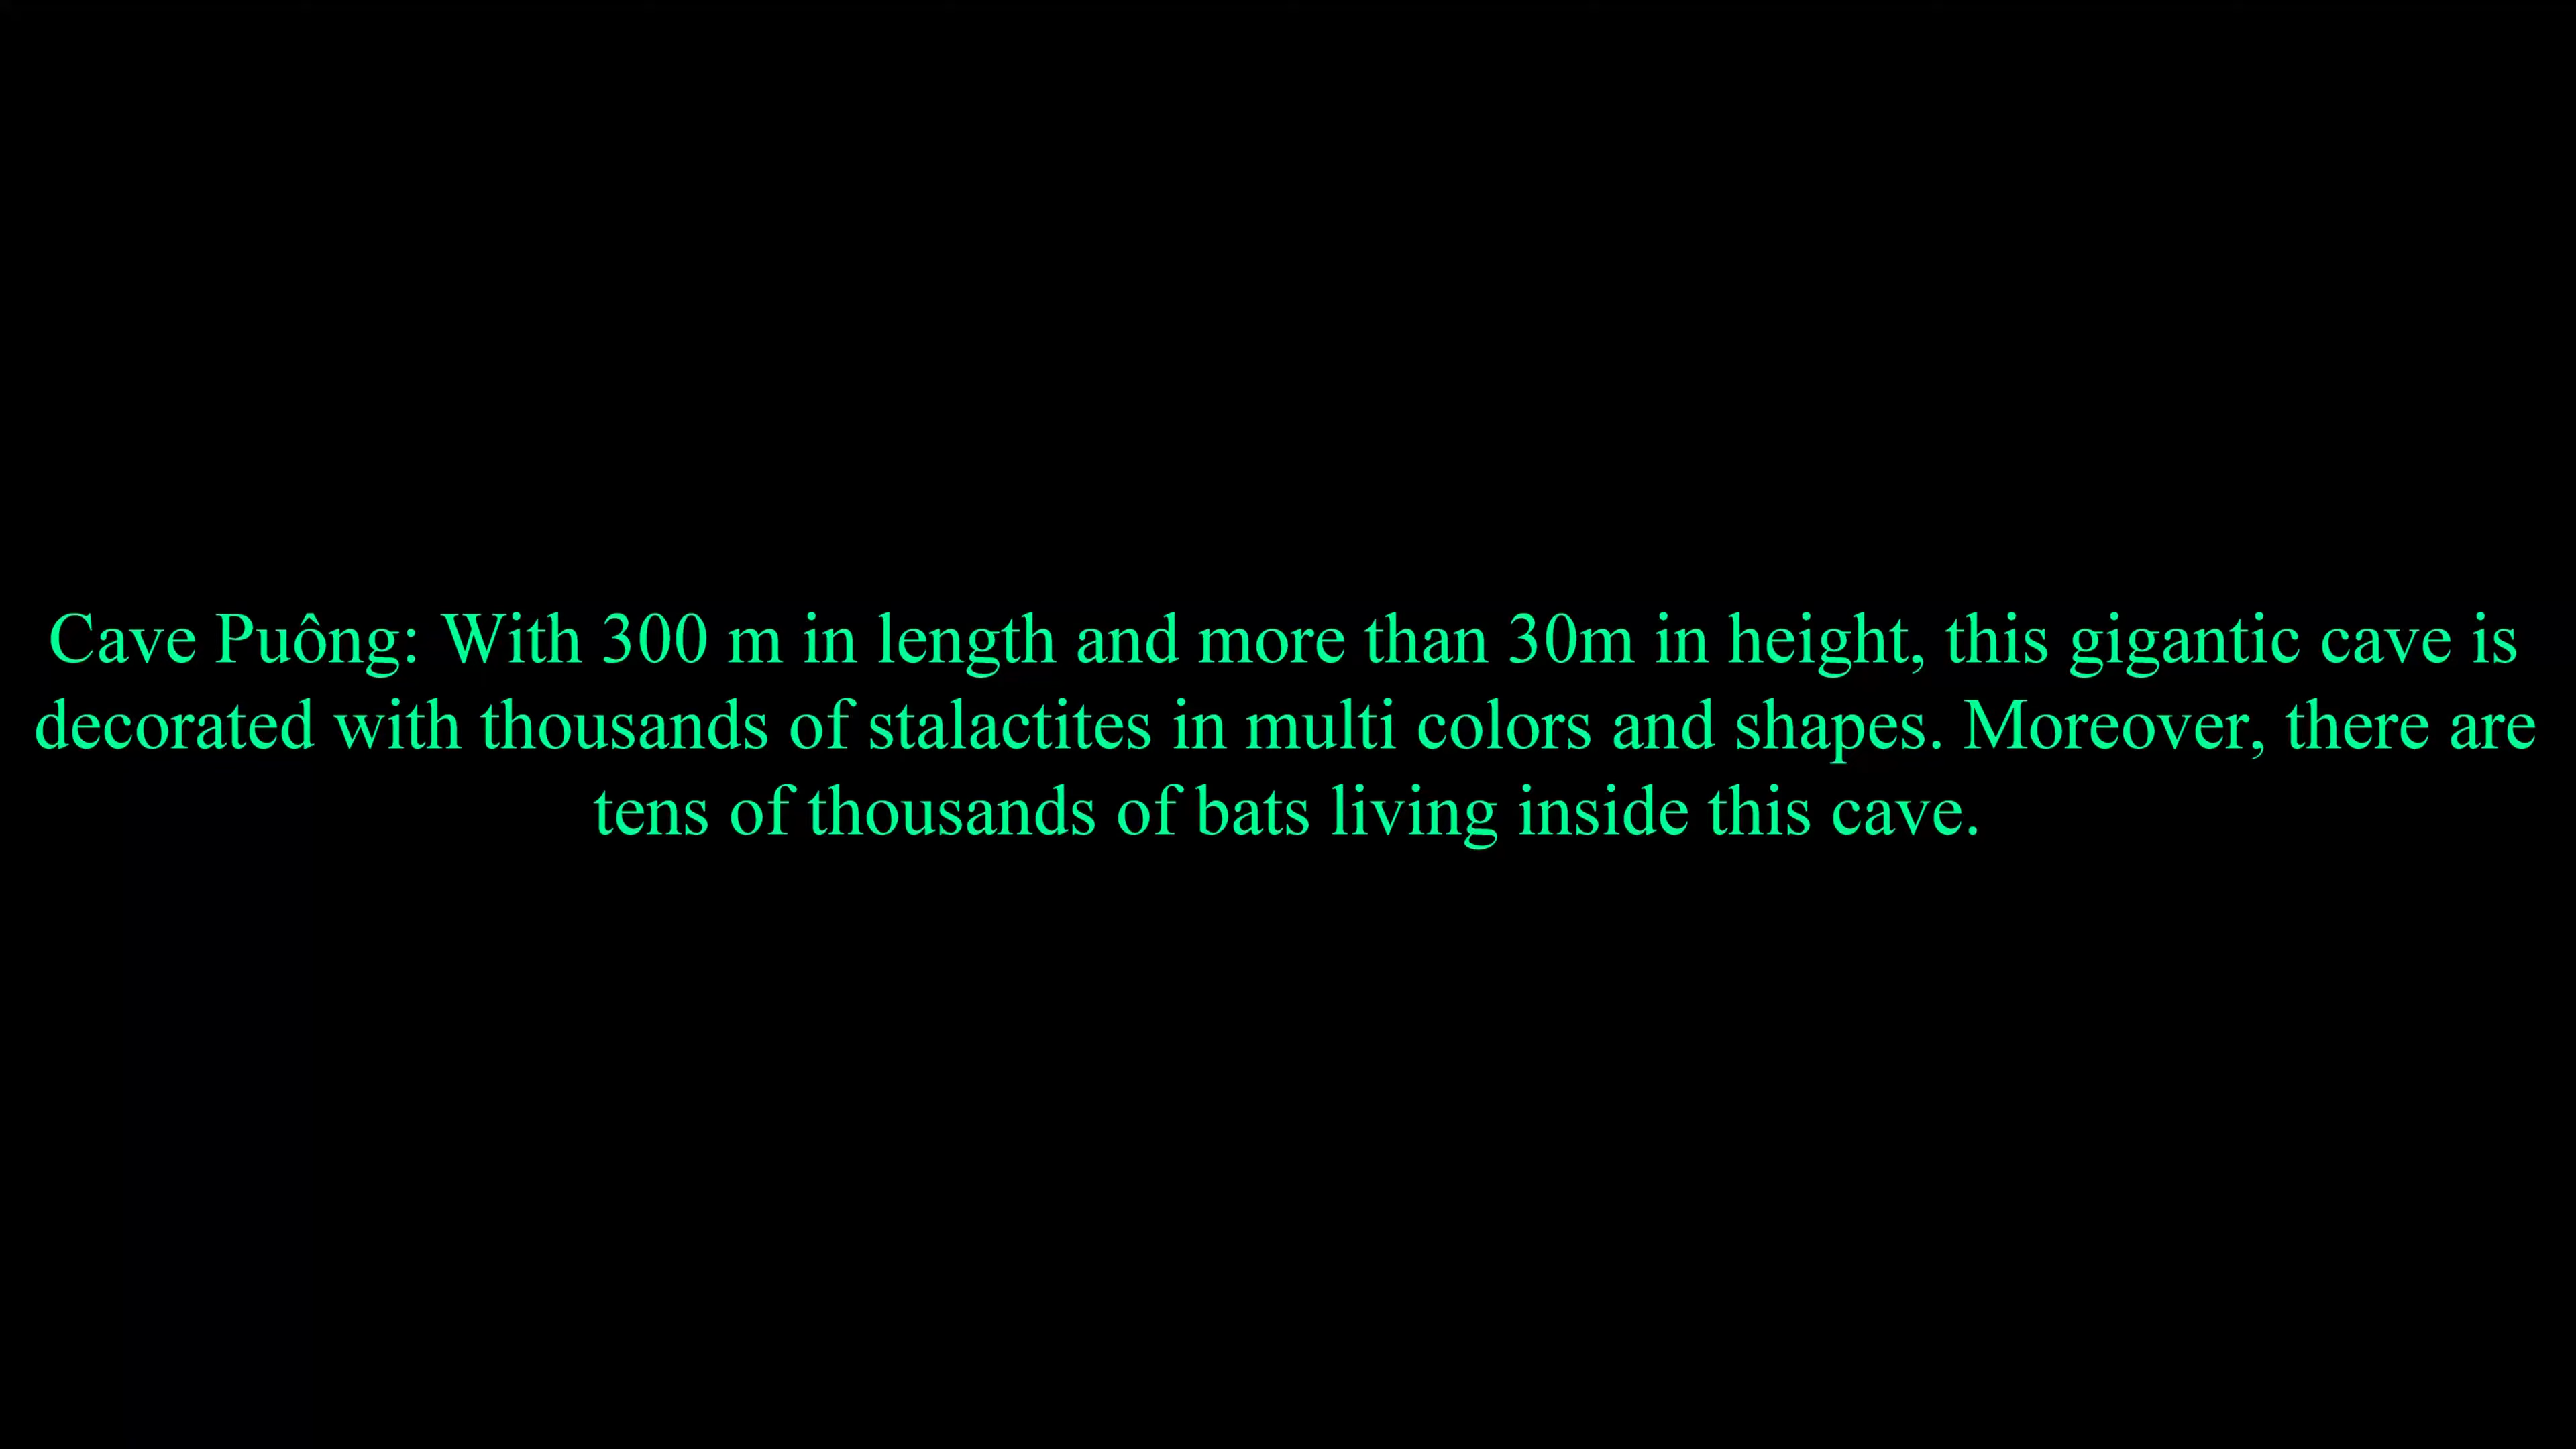 Cave Puông: With 300 m in length and more than 30m in height, this gigantic cave is
decorated with thousands of stalactites in multi colors and shapes. Moreover, there are
tens of thousands of bats living inside this cave.